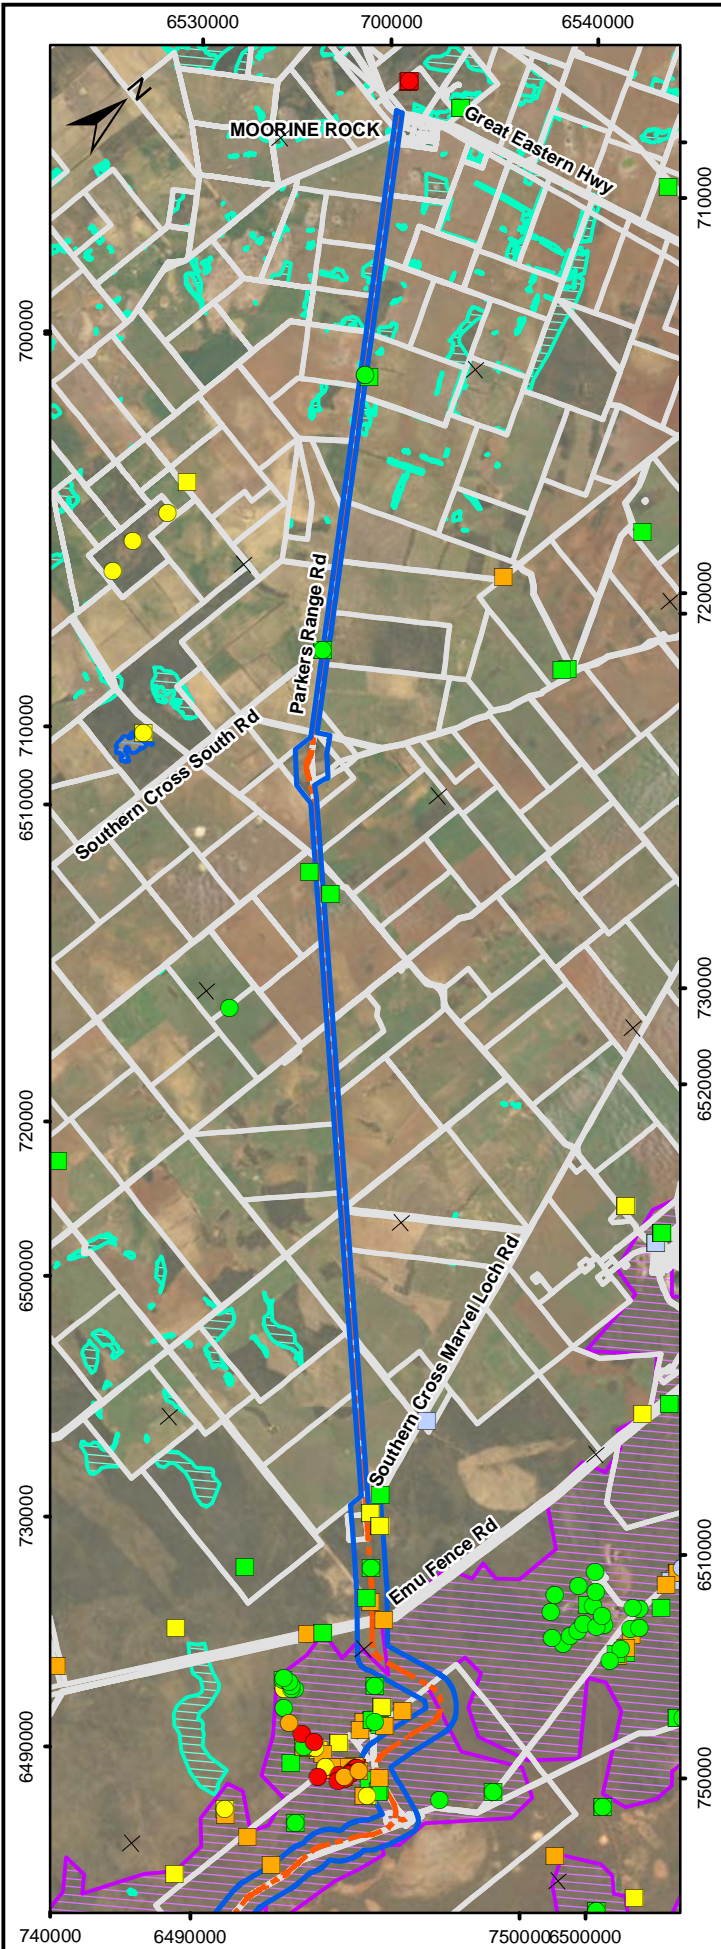 6530000
700000
6540000
N
MOORINE ROCK
Great Eastern Hwy
710000
700000
Parkers Range Rd
720000
710000
Southern Cross South Rd
6510000
730000
6520000
720000
6500000
Southern Cross Marvel Loch Rd
730000
Emu Fence Rd
6510000
6490000
750000
740000
6490000
7500000
6500000